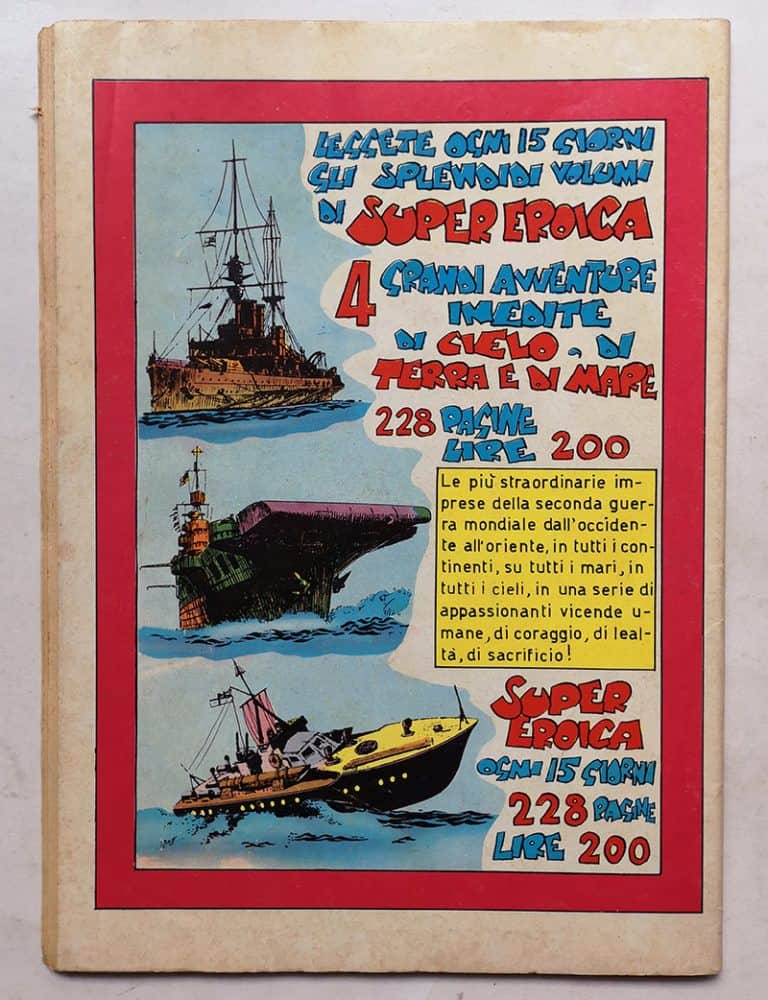 LEGGETE OGNI 15 GIORNI
GLI SPLENDIDI VOLUMI
DI SUPER EROICA
4 GRANDI AVVENTURE
INEDITE
DI CIELO, DI
TERRA E DI MARE
228 PAGINE
LIRE 200
Le più straordinarie im-
prese della seconda guer-
ra mondiale dall'occiden-
te all'oriente, in tutti i con-
tinenti, su tutti i mari, in
tutti i cieli, in una serie di
appassionanti vicende u-
mane, di coraggio, di leal-
tà, di sacrificio!
SUPER
EROICA
OGNI 15 GIORNI
228 PAGINE
LIRE 200